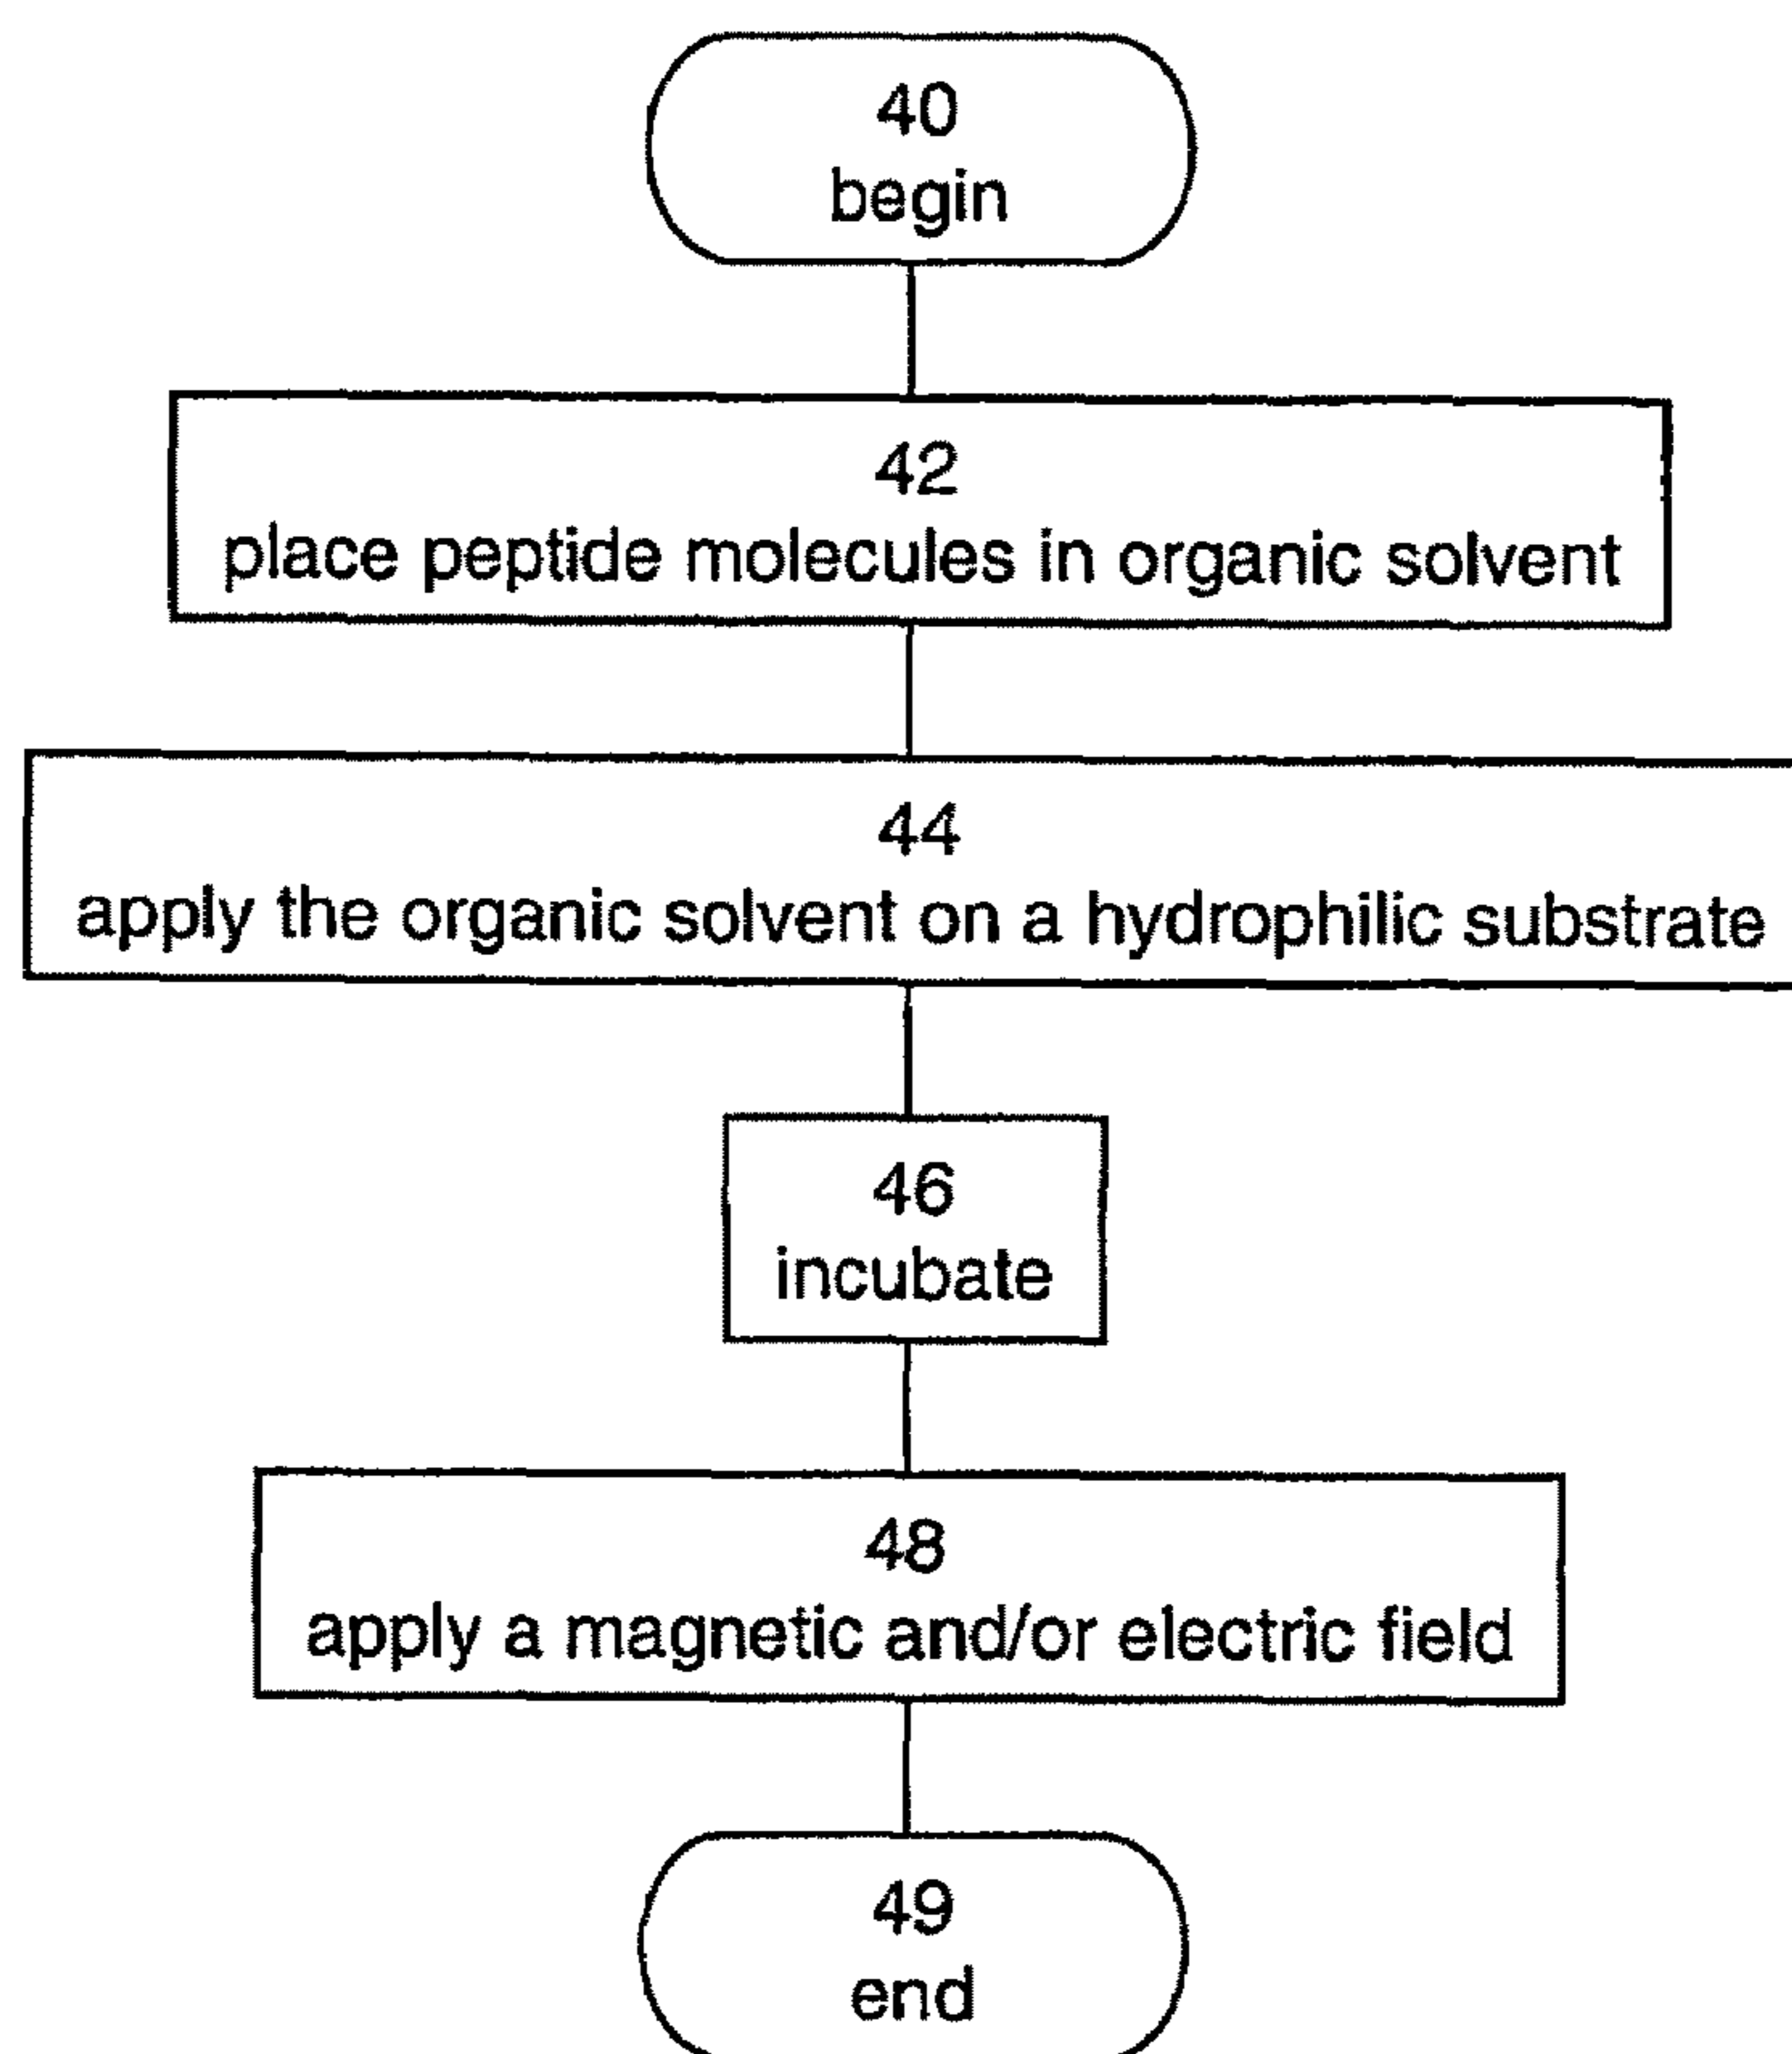 40
begin
42
place peptide molecules in organic solvent
44
apply the organic solvent on a hydrophilic substrate
46
incubate
48
apply a magnetic and/or electric field
49
end